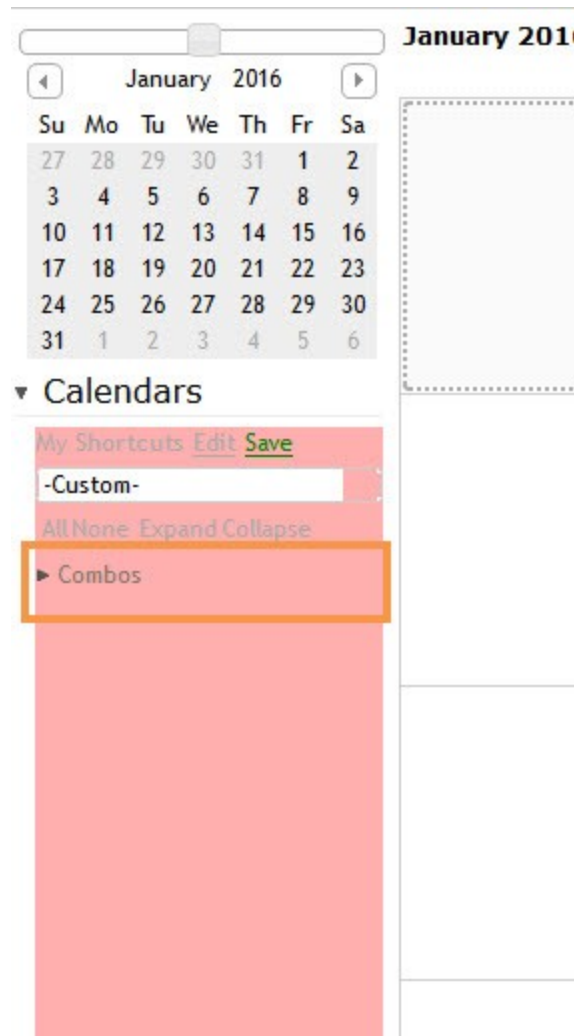 January 2016
January 2016
Su Mo Tu We Th Fr Sa
27 28 29 30 31 1 2
3 4 5 6 7 8 9
10 11 12 13 14 15 16
17 18 19 20 21 22 23
24 25 26 27 28 29 30
31 1 2 3 4 5 6
Calendars
My Shortcuts Edit Save
-Custom-
All None Expand Collapse
Combos